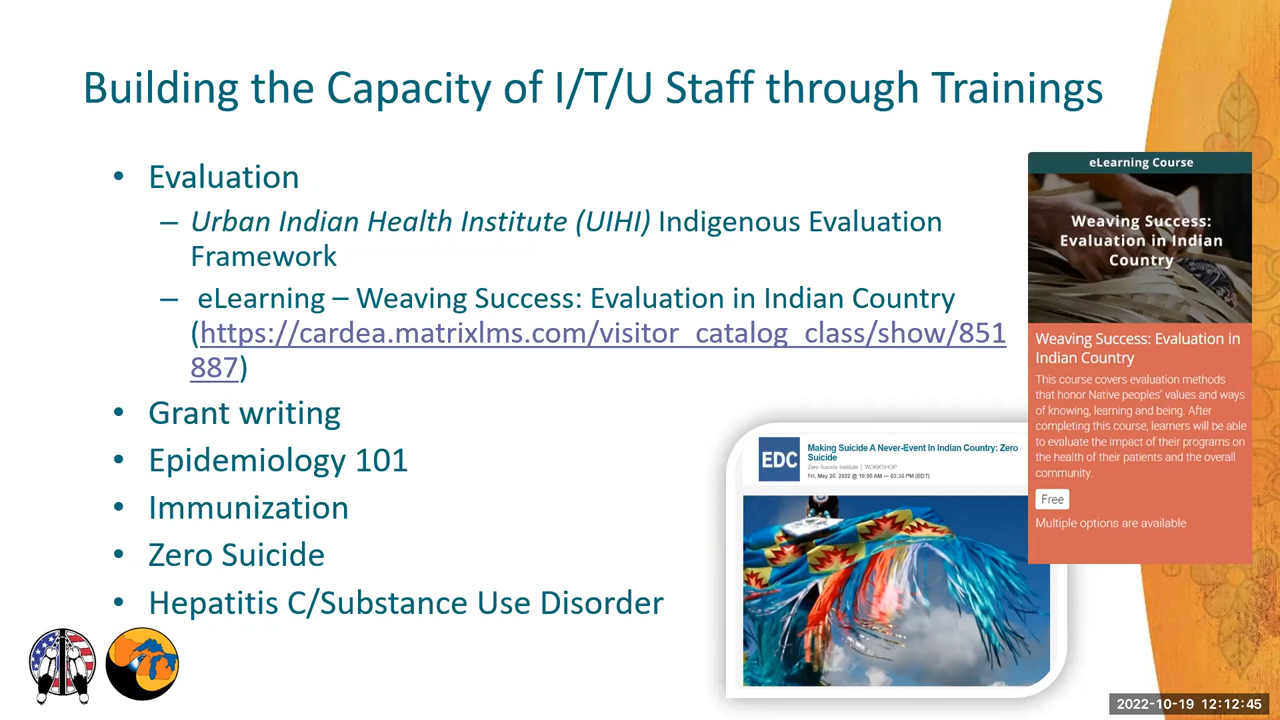 Building the Capacity of I/T/U Staff through Trainings
• Evaluation
– Urban Indian Health Institute (UIHI) Indigenous Evaluation
Framework
– eLearning – Weaving Success: Evaluation in Indian Country
(https://cardea.matrixlms.com/visitor_catalog_class/show/851
887)
• Grant writing
• Epidemiology 101
• Immunization
• Zero Suicide
• Hepatitis C/Substance Use Disorder
eLearning Course
Weaving Success:
Evaluation in Indian
Country
Weaving Success: Evaluation in
Indian Country
This course covers evaluation methods
that honor Native peoples' values and ways
of knowing, learning and being. After
completing this course, learners will be able
to evaluate the impact of their programs on
the health of their patients and the overall
community.
Free
Multiple options are available
EDC
Making Suicide A Never-Event In Indian Country: Zero
Suicide
Zero Suicide Institute | WORKSHOP
Fri, May 20, 2022 @ 10:00 AM — 03:30 PM (EDT)
2022-10-19 12:12:45